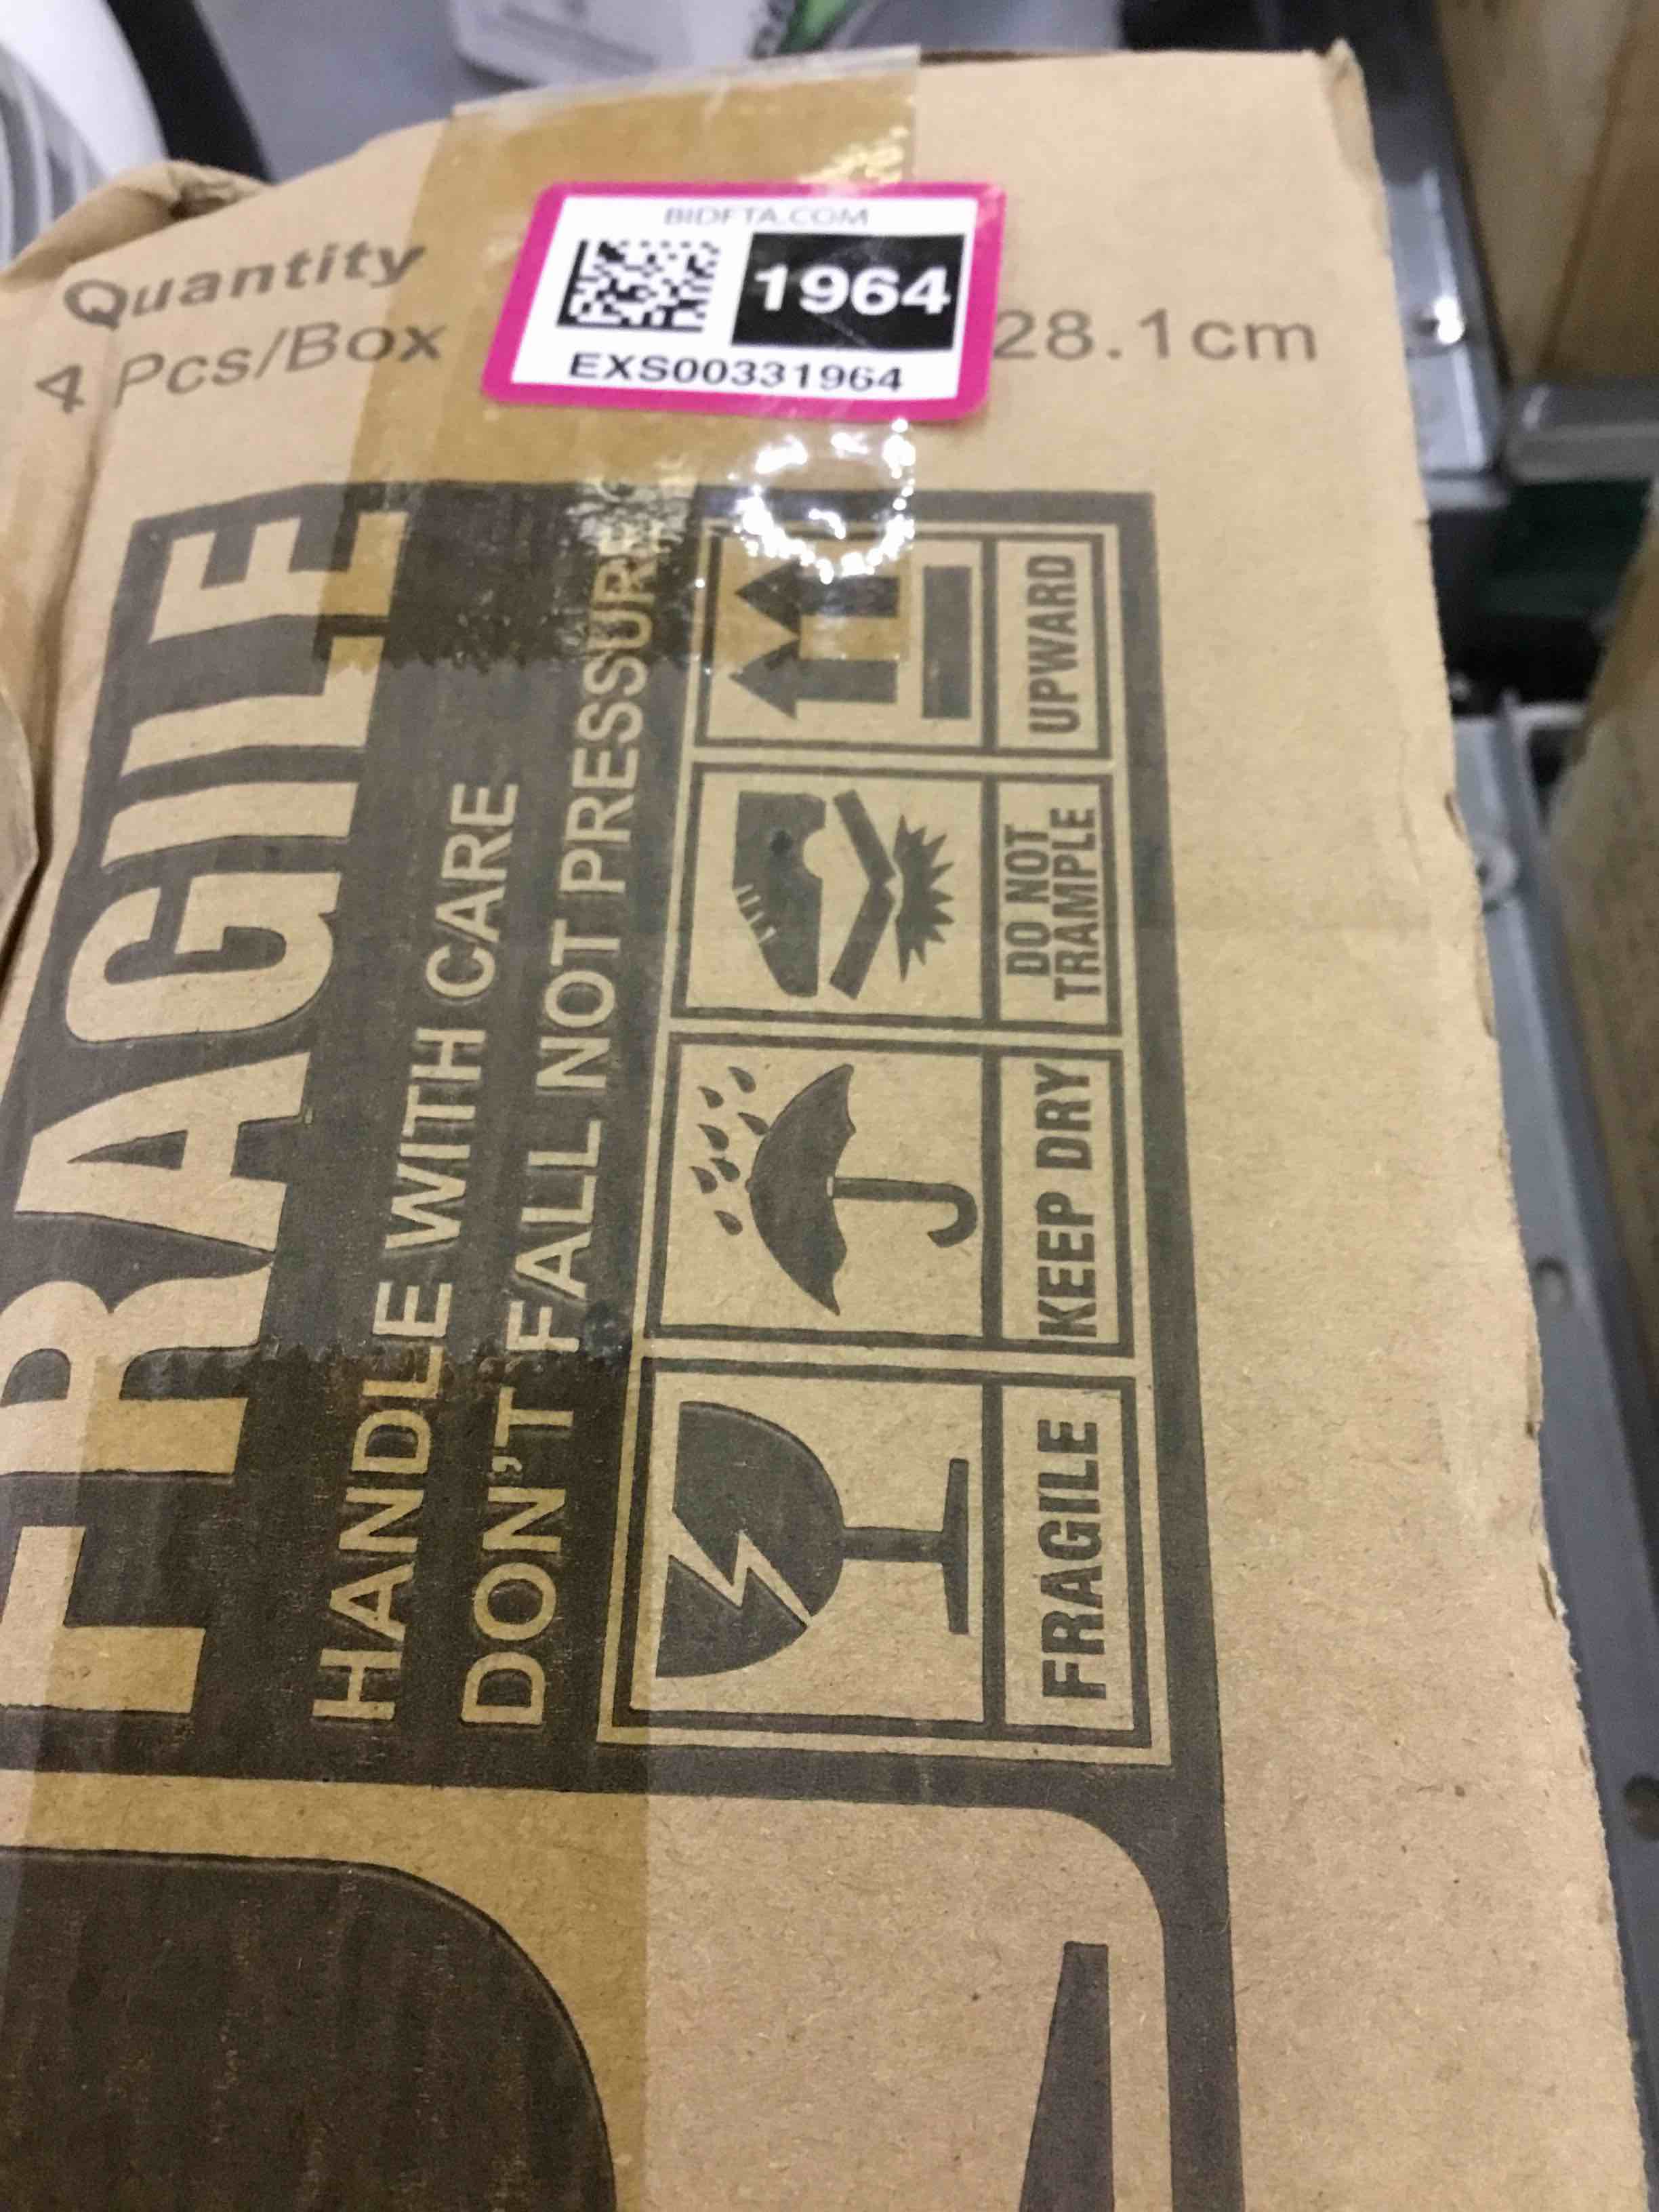 BIDFTA.COM
1964
EXS00331964
Quantity
4 Pcs/Box
28.1cm
FRAGILE
HANDLE WITH CARE
DON'T FALL NOT PRESSURE
UPWARD
DO NOT
TRAMPLE
KEEP DRY
FRAGILE